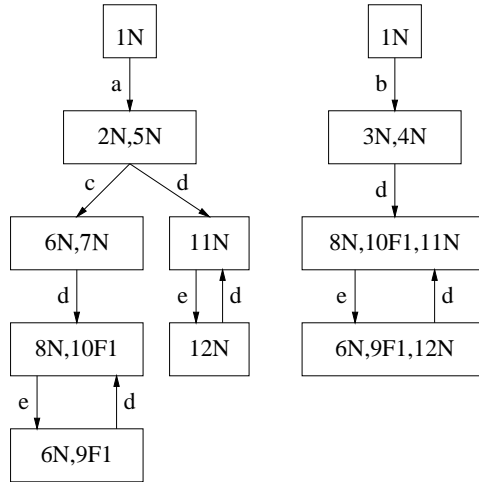 1N 1N
a b
2N,5N 3N,4N
c d d
6N,7N 11N 8N,10F1,11N
d e d e d
8N,10F1 12N 6N,9F1,12N
e d
6N,9F1